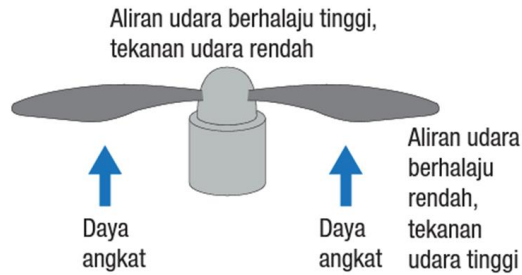 Aliran udara berhalaju tinggi,
tekanan udara rendah
Daya
angkat
Daya
angkat
Aliran udara
berhalaju
rendah,
tekanan
udara tinggi